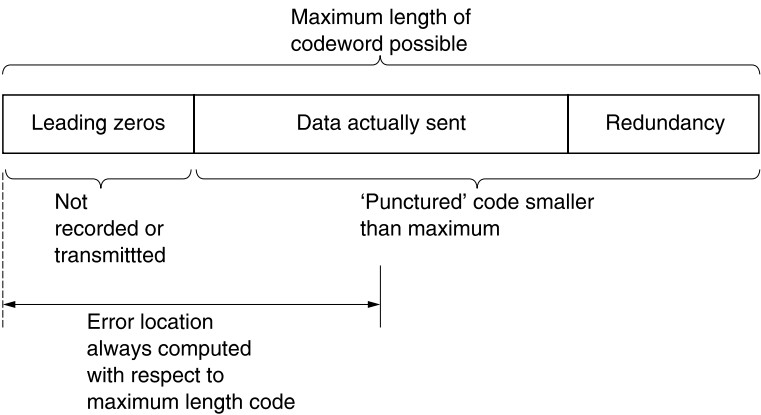 Maximum length of
codeword possible
Leading zeros
Data actually sent
Redundancy
Not
recorded or
transmittted
‘Punctured’ code smaller
than maximum
Error location
always computed
with respect to
maximum length code